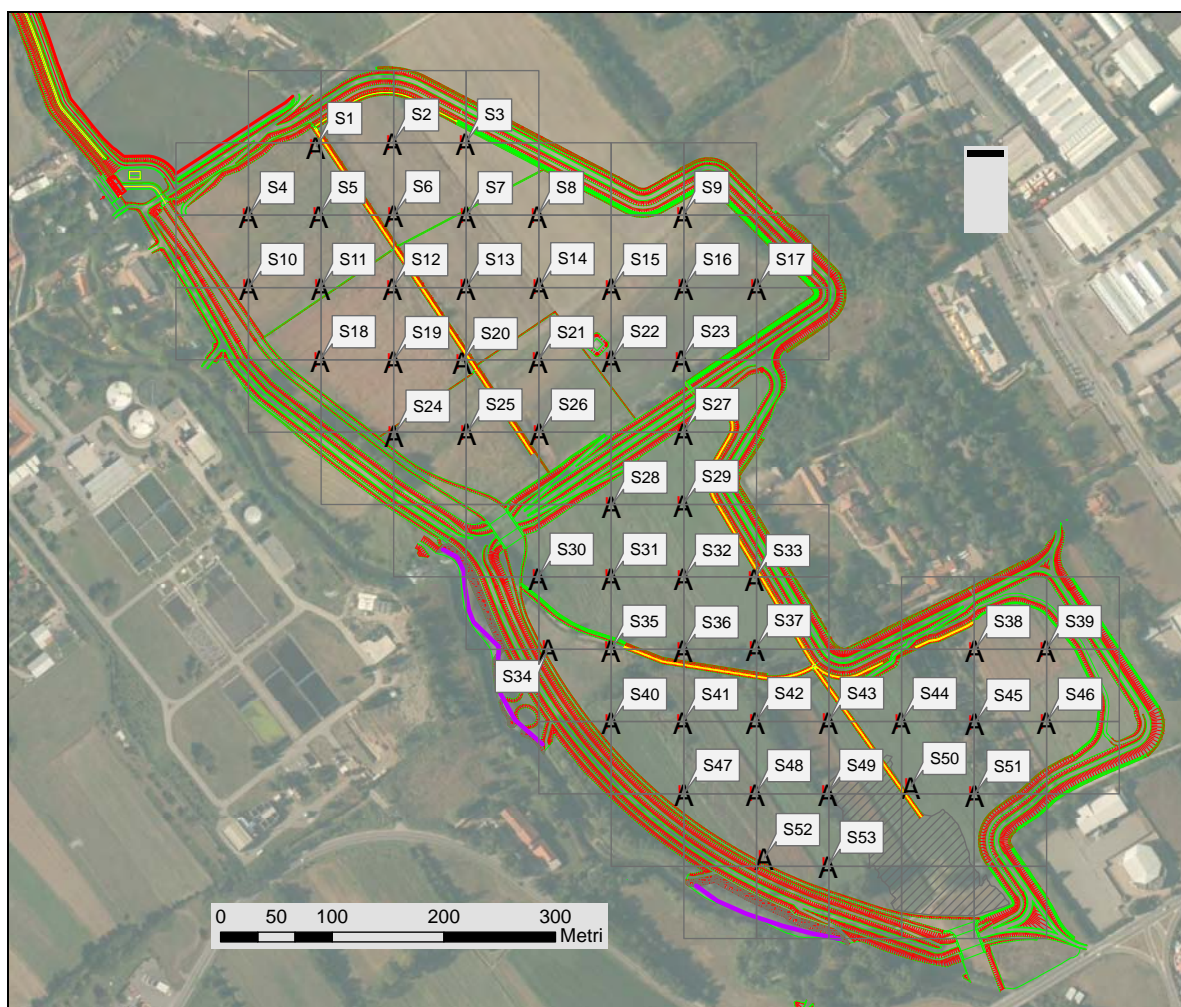 S1 S2 S3
S4 S5 S6 S7 S8 S9
S10 S11 S12 S13 S14 S15 S16 S17
S18 S19 S20 S21 S22 S23
S24 S25 S26 S27
S28 S29
S30 S31 S32 S33
S35 S36 S37 S38 S39
S34
S40 S41 S42 S43 S44 S45 S46
S47 S48 S49 S50 S51
S52 S53
0 50 100 200 300
Metri